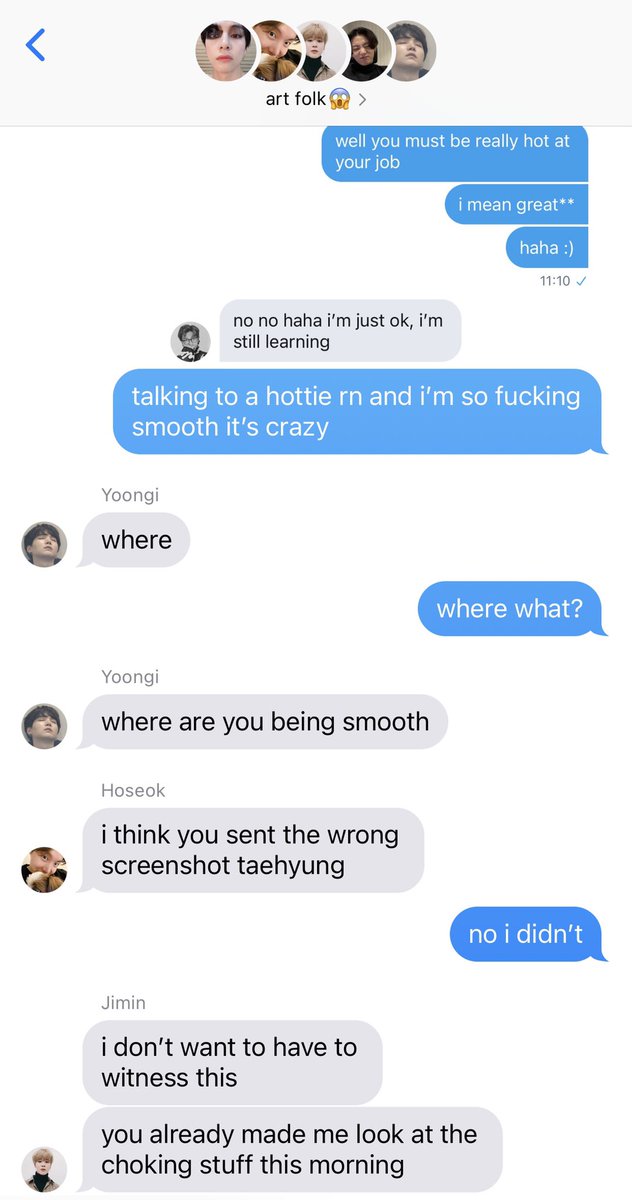 art folk😱
well you must be really hot at
your job
i mean great**
haha :)
11:10
no no haha i’m just ok, i’m
still learning
talking to a hottie rn and i’m so fucking
smooth it’s crazy
Yoongi
where
where what?
Yoongi
where are you being smooth
Hoseok
i think you sent the wrong
screenshot taehyung
no i didn’t
Jimin
i don’t want to have to
witness this
you already made me look at the
choking stuff this morning